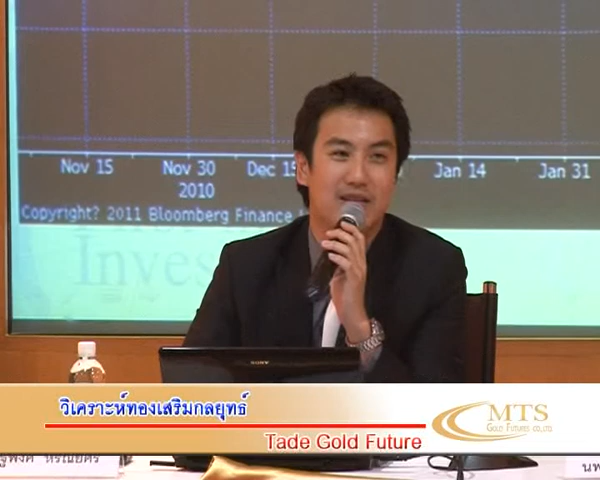 Nov 15 Nov 30 Dec 15 Jan 14 Jan 31
2010
Copyright? 2011 Bloomberg Finance
Inves
SONY
วิเคราะห์ทองเสริมกลยุทธ์
Tade Gold Future
MTS
GOLD FUTURES CO.,LTD.